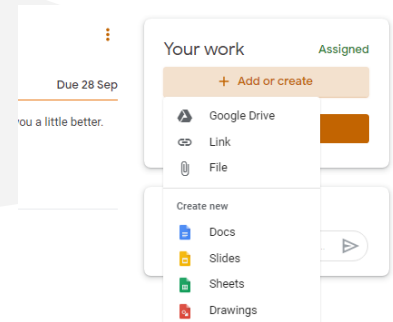 Your work Assigned
Due 28 Sep
+ Add or create
you a little better.
Google Drive
Link
File
Create new
Docs
Slides
Sheets
Drawings